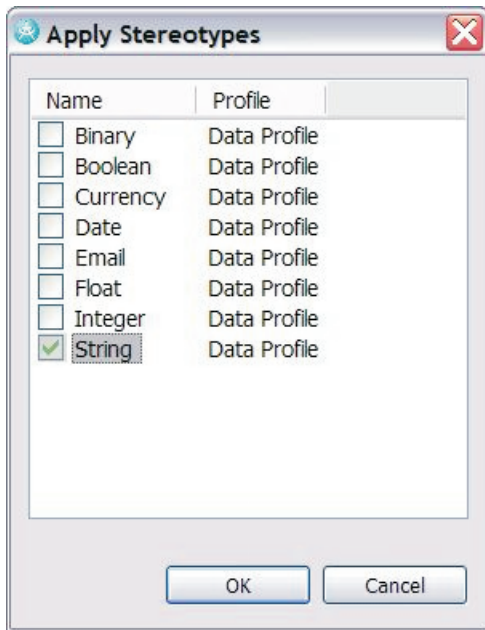 Apply Stereotypes
Name Profile
Binary Data Profile
Boolean Data Profile
Currency Data Profile
Date Data Profile
Email Data Profile
Float Data Profile
Integer Data Profile
String Data Profile
OK Cancel